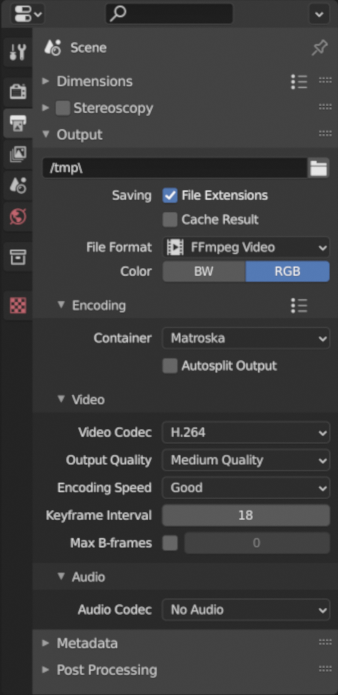 Scene
Dimensions
Stereoscopy
Output
/tmp\
Saving File Extensions
Cache Result
File Format FFmpeg Video
Color BW RGB
Encoding
Container Matroska
Autosplit Output
Video
Video Codec H.264
Output Quality Medium Quality
Encoding Speed Good
Keyframe Interval 18
Max B-frames 0
Audio
Audio Codec No Audio
Metadata
Post Processing